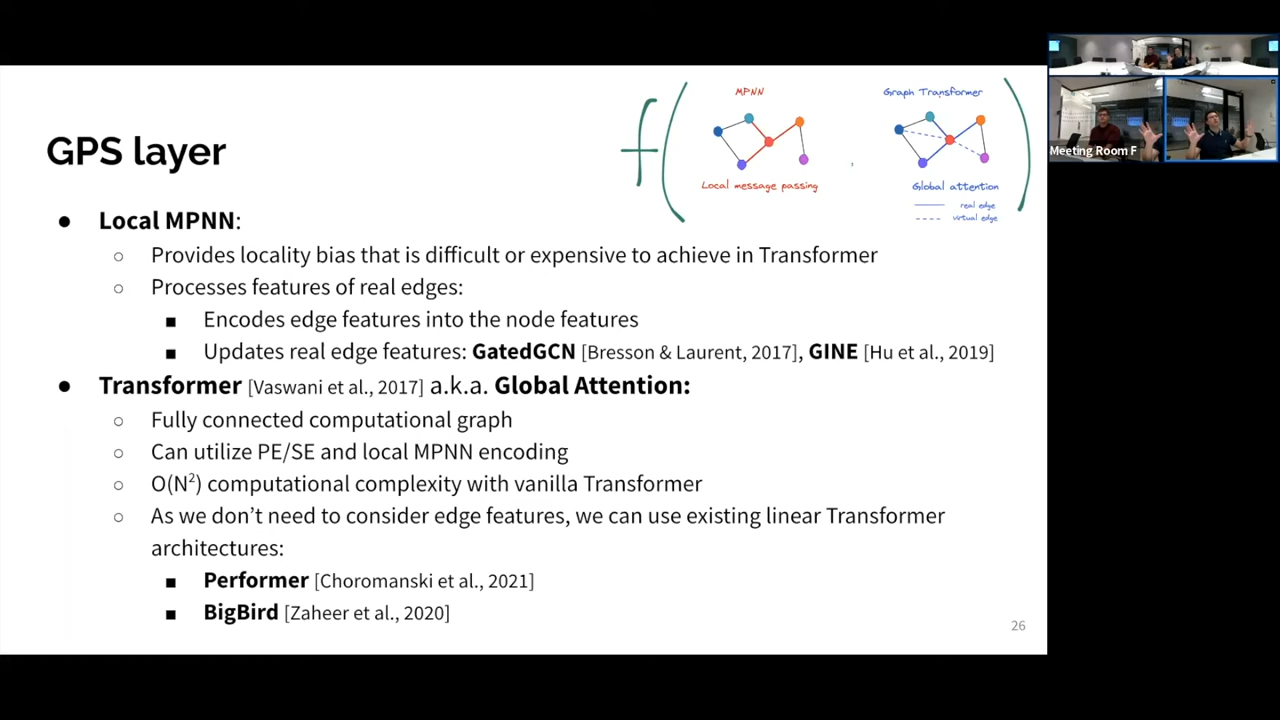 GPS layer
f(
MPNN
Local message passing
,
Graph Transformer
Global attention
real edge
virtual edge
)
● Local MPNN:
○ Provides locality bias that is difficult or expensive to achieve in Transformer
○ Processes features of real edges:
■ Encodes edge features into the node features
■ Updates real edge features: GatedGCN [Bresson & Laurent, 2017], GINE [Hu et al., 2019]
● Transformer [Vaswani et al., 2017] a.k.a. Global Attention:
○ Fully connected computational graph
○ Can utilize PE/SE and local MPNN encoding
○ O(N²) computational complexity with vanilla Transformer
○ As we don't need to consider edge features, we can use existing linear Transformer
architectures:
■ Performer [Choromanski et al., 2021]
■ BigBird [Zaheer et al., 2020]
26
Meeting Room F